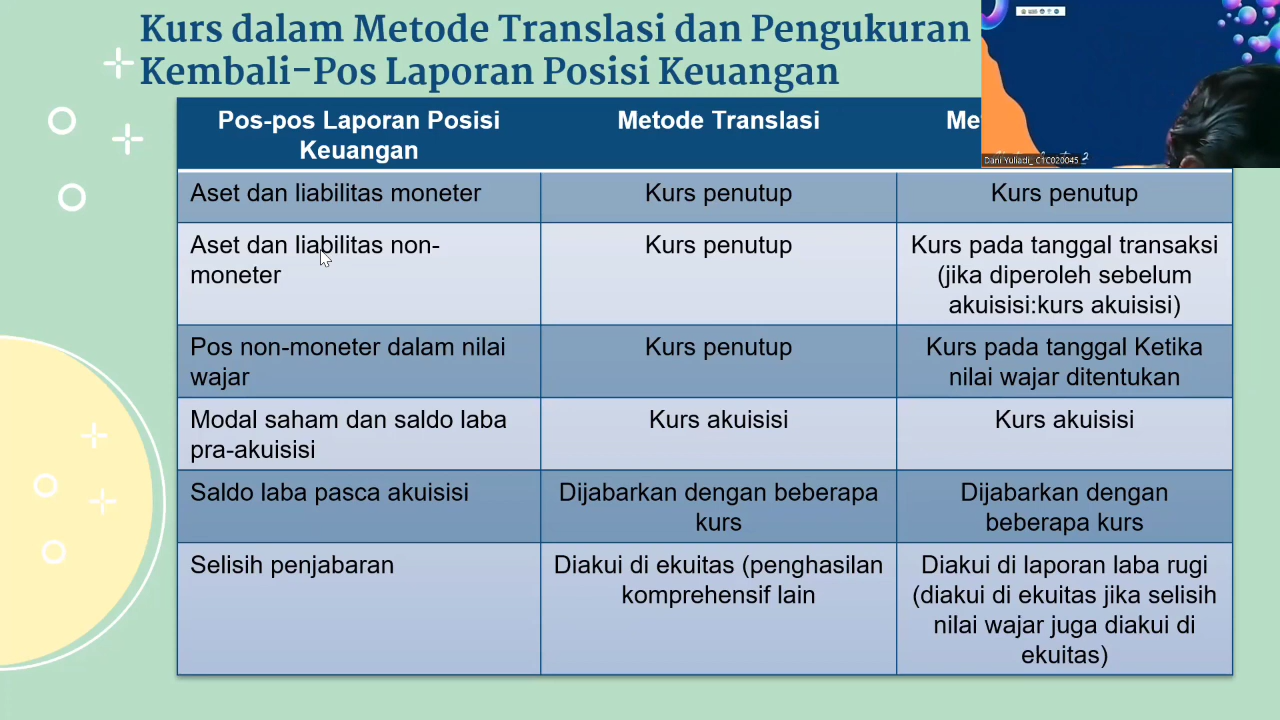 Kurs dalam Metode Translasi dan Pengukuran
Kembali-Pos Laporan Posisi Keuangan
Pos-pos Laporan Posisi
Keuangan
Metode Translasi
Aset dan liabilitas moneter
Kurs penutup
Kurs penutup
Aset dan liabilitas non-
moneter
Kurs penutup
Kurs pada tanggal transaksi
(jika diperoleh sebelum
akuisisi:kurs akuisisi)
Pos non-moneter dalam nilai
wajar
Kurs penutup
Kurs pada tanggal Ketika
nilai wajar ditentukan
Modal saham dan saldo laba
pra-akuisisi
Kurs akuisisi
Kurs akuisisi
Saldo laba pasca akuisisi
Dijabarkan dengan beberapa
kurs
Dijabarkan dengan
beberapa kurs
Selisih penjabaran
Diakui di ekuitas (penghasilan
komprehensif lain
Diakui di laporan laba rugi
(diakui di ekuitas jika selisih
nilai wajar juga diakui di
ekuitas)
Dani Yuliadi_ C1C020045